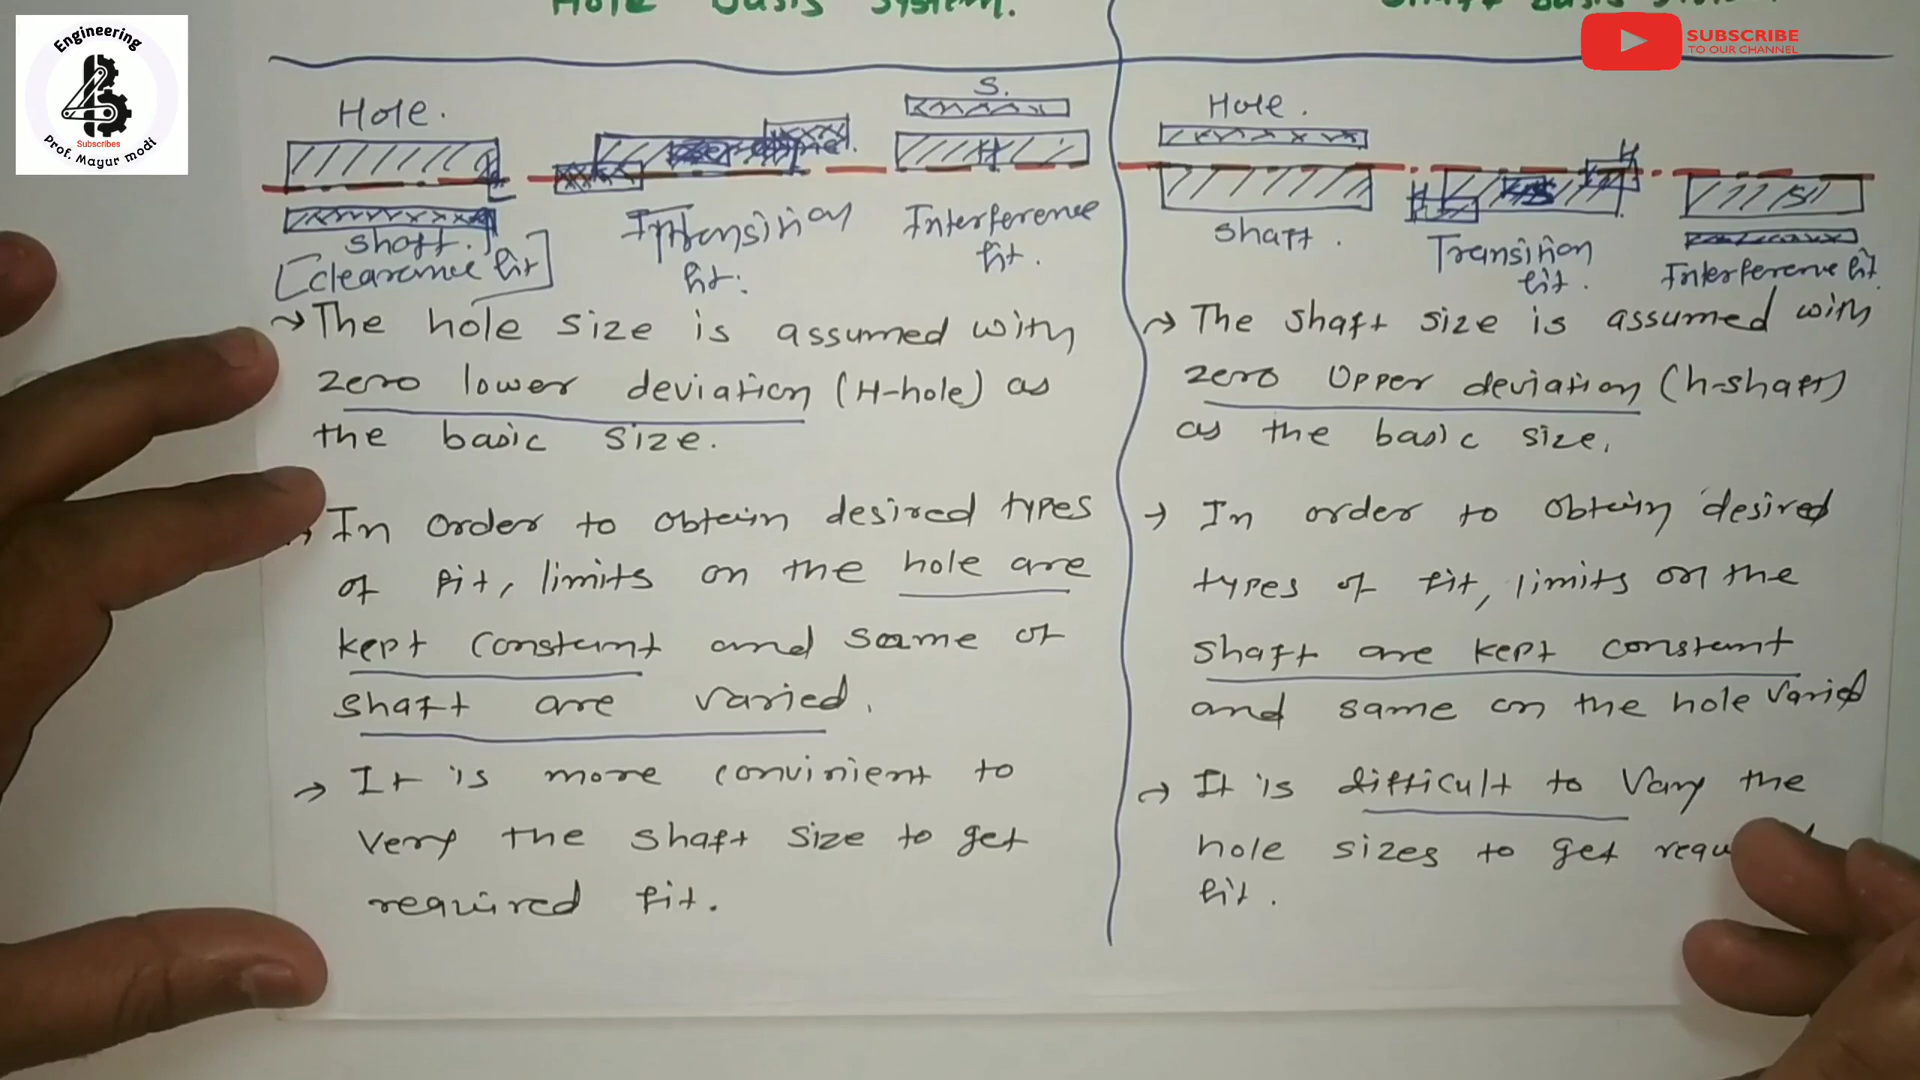 Hole basis system.
Engineering
Subscribes
Prof. Mayur modi
SUBSCRIBE
TO OUR CHANNEL
Hole.
shaft.
[clearance fit]
Transition
fit.
S.
H
Interference
fit.
→ The hole size is assumed with
zero lower deviation (H-hole) as
the basic size.
In order to obtain desired types
of fit, limits on the hole are
kept constant and same of
shaft are varied.
→ It is more convinient to
very the shaft size to get
required fit.
Hole.
shaft.
H
H
S
Transition
fit.
S
Interference fit
→ The shaft size is assumed with
zero Upper deviation (h-shaft)
as the basic size.
→ In order to obtain desired
types of fit, limits on the
shaft are kept constant
and same on the hole varied
→ It is difficult to vary the
hole sizes to get
fit.